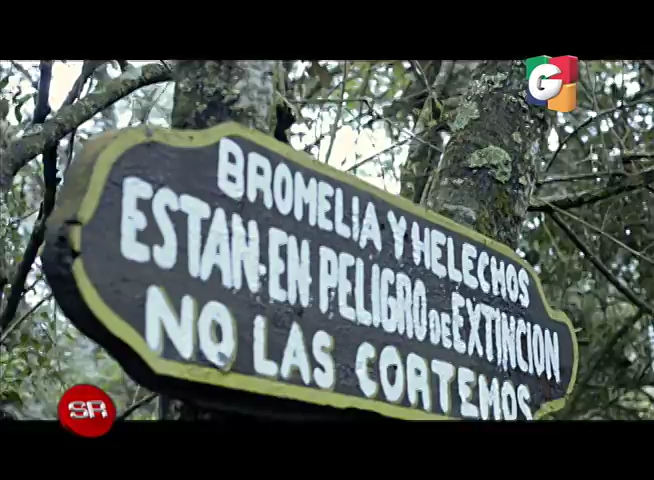 G
BROMELIA Y HELECHOS
ESTAN-EN PELIGRO DE EXTINCION
NO LAS CORTEMOS
SR